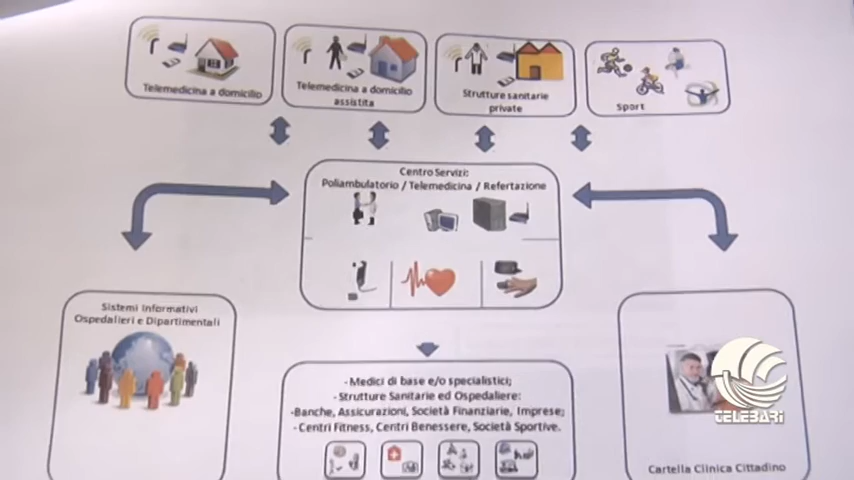 Telemedicina a domicilio
Telemedicina a domicilio
assistita
Strutture sanitarie
private
Sport
Centro Servizi:
Poliambulatorio / Telemedicina / Refertazione
Sistemi Informativi
Ospedalieri e Dipartimentali
- Medici di base e/o specialistici;
- Strutture Sanitarie ed Ospedaliere:
- Banche, Assicurazioni, Società Finanziarie, Imprese;
- Centri Fitness, Centri Benessere, Società Sportive.
Cartella Clinica Cittadino
TELEBARI